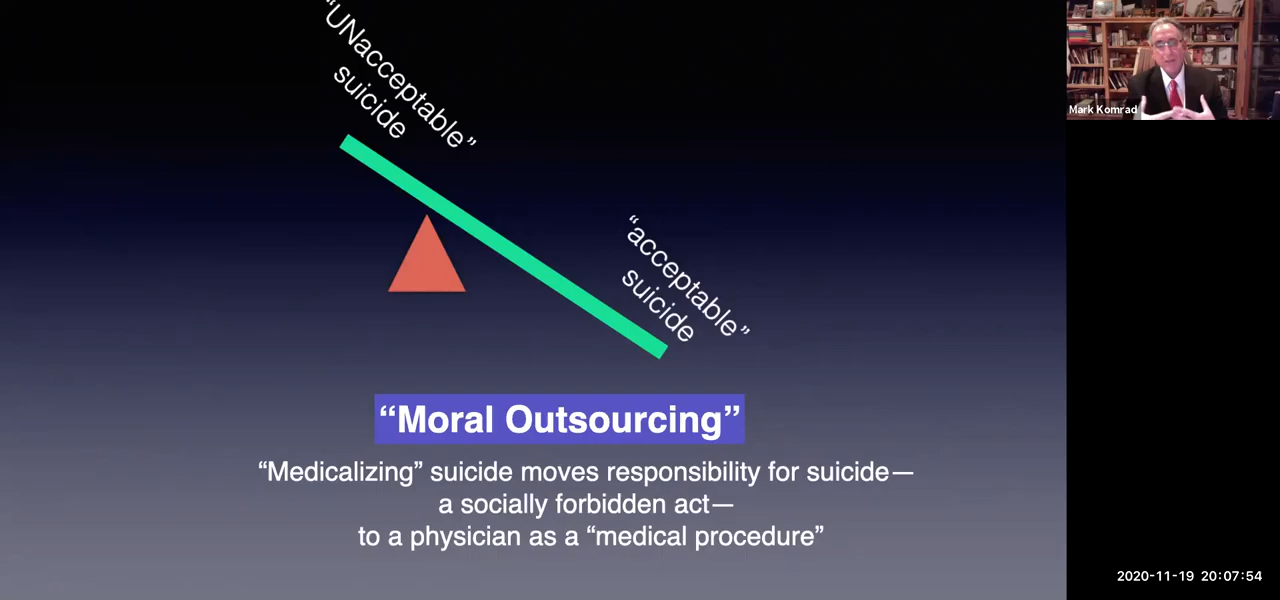 “UNacceptable”
suicide
“acceptable”
suicide
“Moral Outsourcing”
“Medicalizing” suicide moves responsibility for suicide—
a socially forbidden act—
to a physician as a “medical procedure”
Mark Komrad
2020-11-19 20:07:54